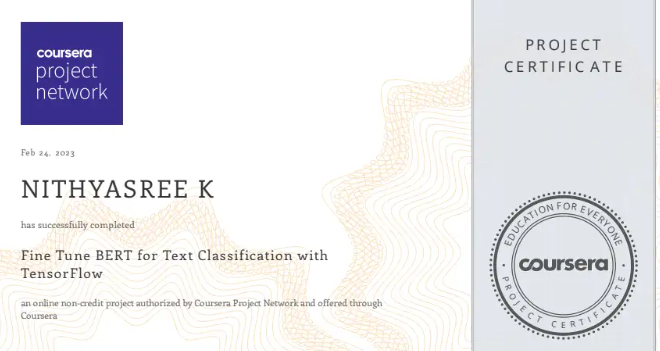 coursera
project
network
PROJECT
CERTIFICATE
Feb 24, 2023
NITHYASREE K
has successfully completed
Fine Tune BERT for Text Classification with
TensorFlow
an online non-credit project authorized by Coursera Project Network and offered through
Coursera
EDUCATION FOR EVERYONE
coursera
PROJECT CERTIFICATE